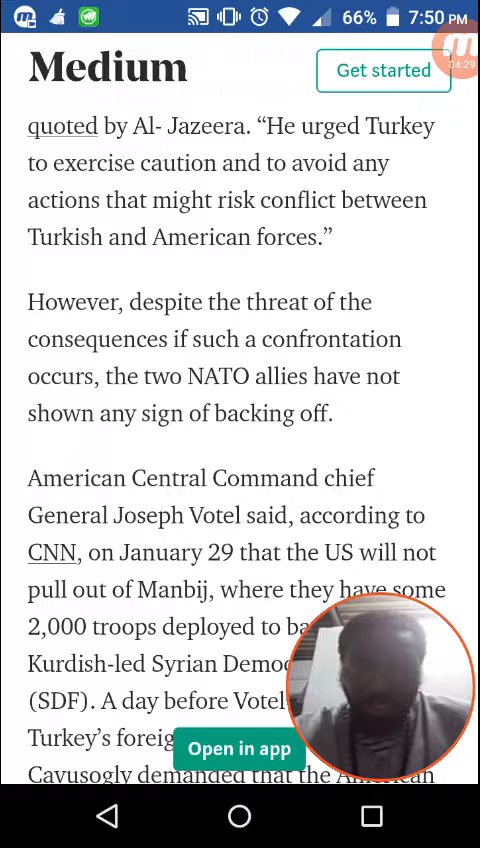 66% 7:50 PM
04:29
Medium
Get started
quoted by Al- Jazeera. “He urged Turkey
to exercise caution and to avoid any
actions that might risk conflict between
Turkish and American forces.”
However, despite the threat of the
consequences if such a confrontation
occurs, the two NATO allies have not
shown any sign of backing off.
American Central Command chief
General Joseph Votel said, according to
CNN, on January 29 that the US will not
pull out of Manbij, where they have some
2,000 troops deployed to
Kurdish-led Syrian
(SDF). A day before
Turkey’s
Open in app
Cavusogly demanded that the American